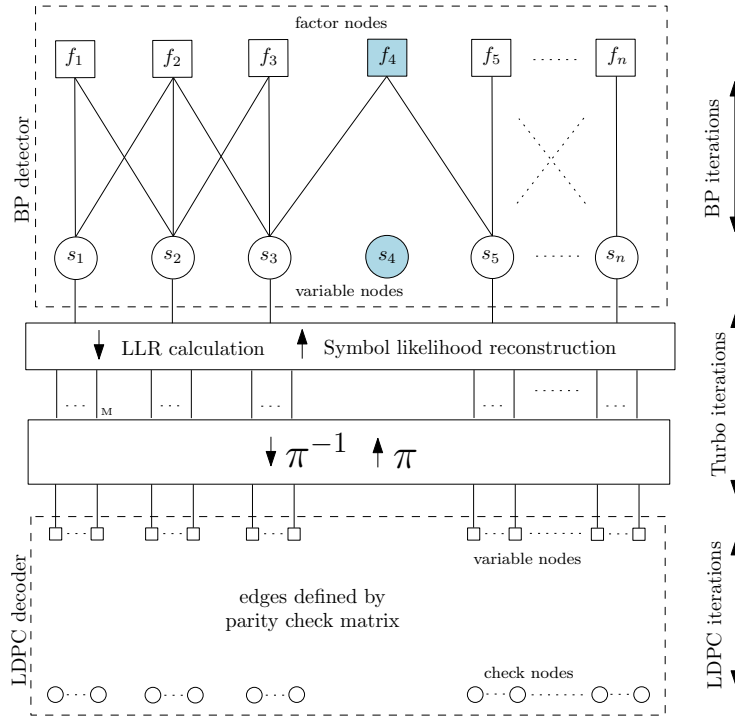 factor nodes
f₁ f₂ f₃ f₄ f₅ ...... fₙ
BP detector
BP iterations
s₁ s₂ s₃ s₄ s₅ ...... sₙ
variable nodes
↓ LLR calculation ↑ Symbol likelihood reconstruction
... M ... ... ... ...... ...
↓ π⁻¹ ↑ π
Turbo iterations
variable nodes
LDPC decoder
edges defined by
parity check matrix
LDPC iterations
check nodes